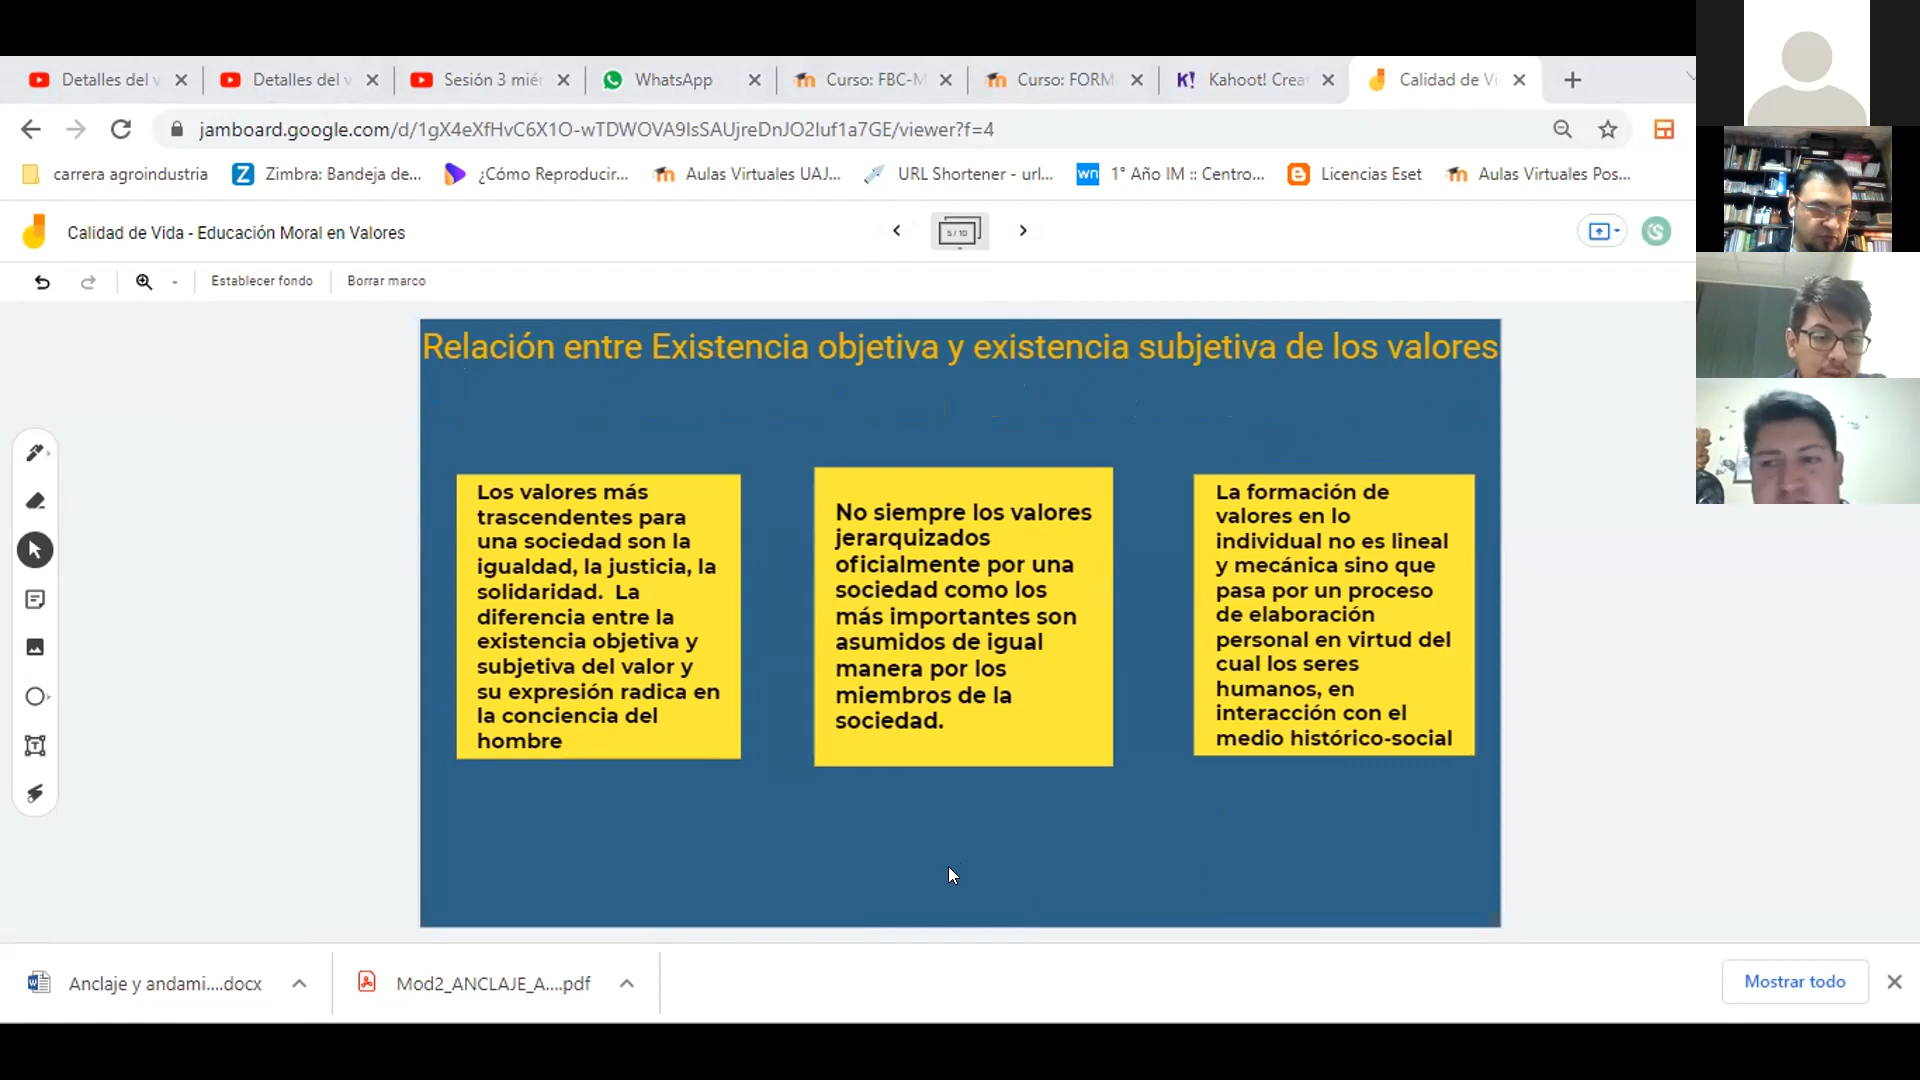 Detalles del v
Detalles del v
Sesión 3 miér
WhatsApp
Curso: FBC-M
Curso: FORM
K! Kahoot! Crea
Calidad de Vi
jamboard.google.com/d/1gX4eXfHvC6X1O-wTDWOVA9IsSAUjreDnJO2Iuf1a7GE/viewer?f=4
carrera agroindustria
Z Zimbra: Bandeja de...
¿Cómo Reproducir...
Aulas Virtuales UAJ...
URL Shortener - url...
wn 1° Año IM :: Centro...
Licencias Eset
Aulas Virtuales Pos...
Calidad de Vida - Educación Moral en Valores
5 / 10
Establecer fondo
Borrar marco
Relación entre Existencia objetiva y existencia subjetiva de los valores
Los valores más
trascendentes para
una sociedad son la
igualdad, la justicia, la
solidaridad. La
diferencia entre la
existencia objetiva y
subjetiva del valor y
su expresión radica en
la conciencia del
hombre
No siempre los valores
jerarquizados
oficialmente por una
sociedad como los
más importantes son
asumidos de igual
manera por los
miembros de la
sociedad.
La formación de
valores en lo
individual no es lineal
y mecánica sino que
pasa por un proceso
de elaboración
personal en virtud del
cual los seres
humanos, en
interacción con el
medio histórico-social
Anclaje y andami....docx
Mod2_ANCLAJE_A....pdf
Mostrar todo